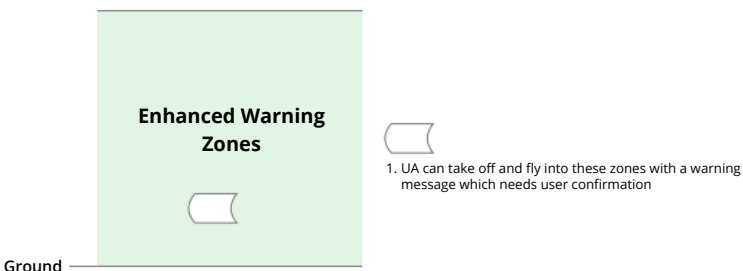 Enhanced Warning
Zones
1. UA can take off and fly into these zones with a warning
message which needs user confirmation
Ground